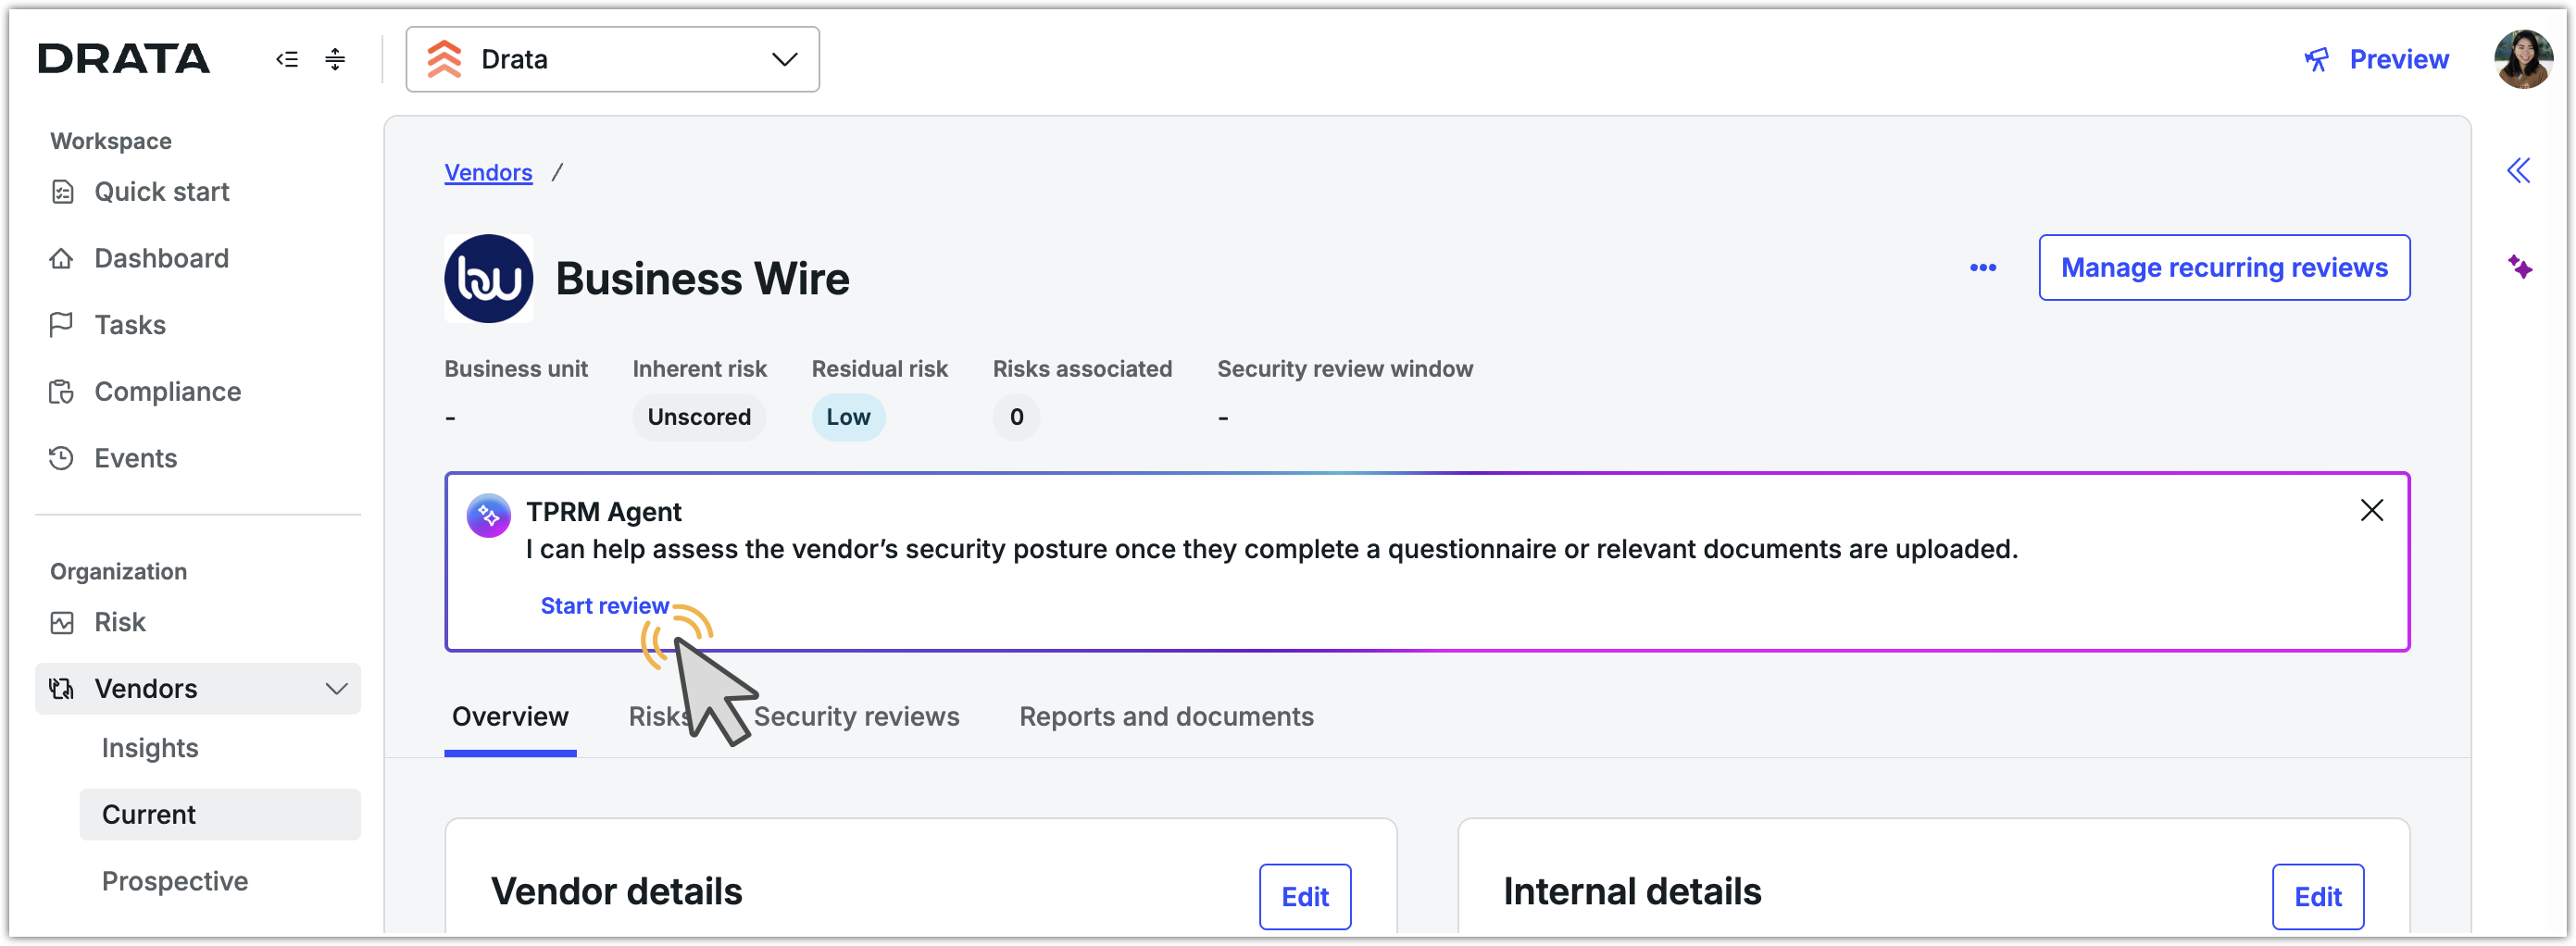 DRATA
Drata
Preview
Workspace
Quick start
Dashboard
Tasks
Compliance
Events
Organization
Risk
Vendors
Insights
Current
Prospective
Vendors /
bw
Business Wire
Manage recurring reviews
Business unit Inherent risk Residual risk Risks associated Security review window
- Unscored Low 0 -
TPRM Agent
I can help assess the vendor’s security posture once they complete a questionnaire or relevant documents are uploaded.
Start review
Overview Risks Security reviews Reports and documents
Vendor details Edit
Internal details Edit